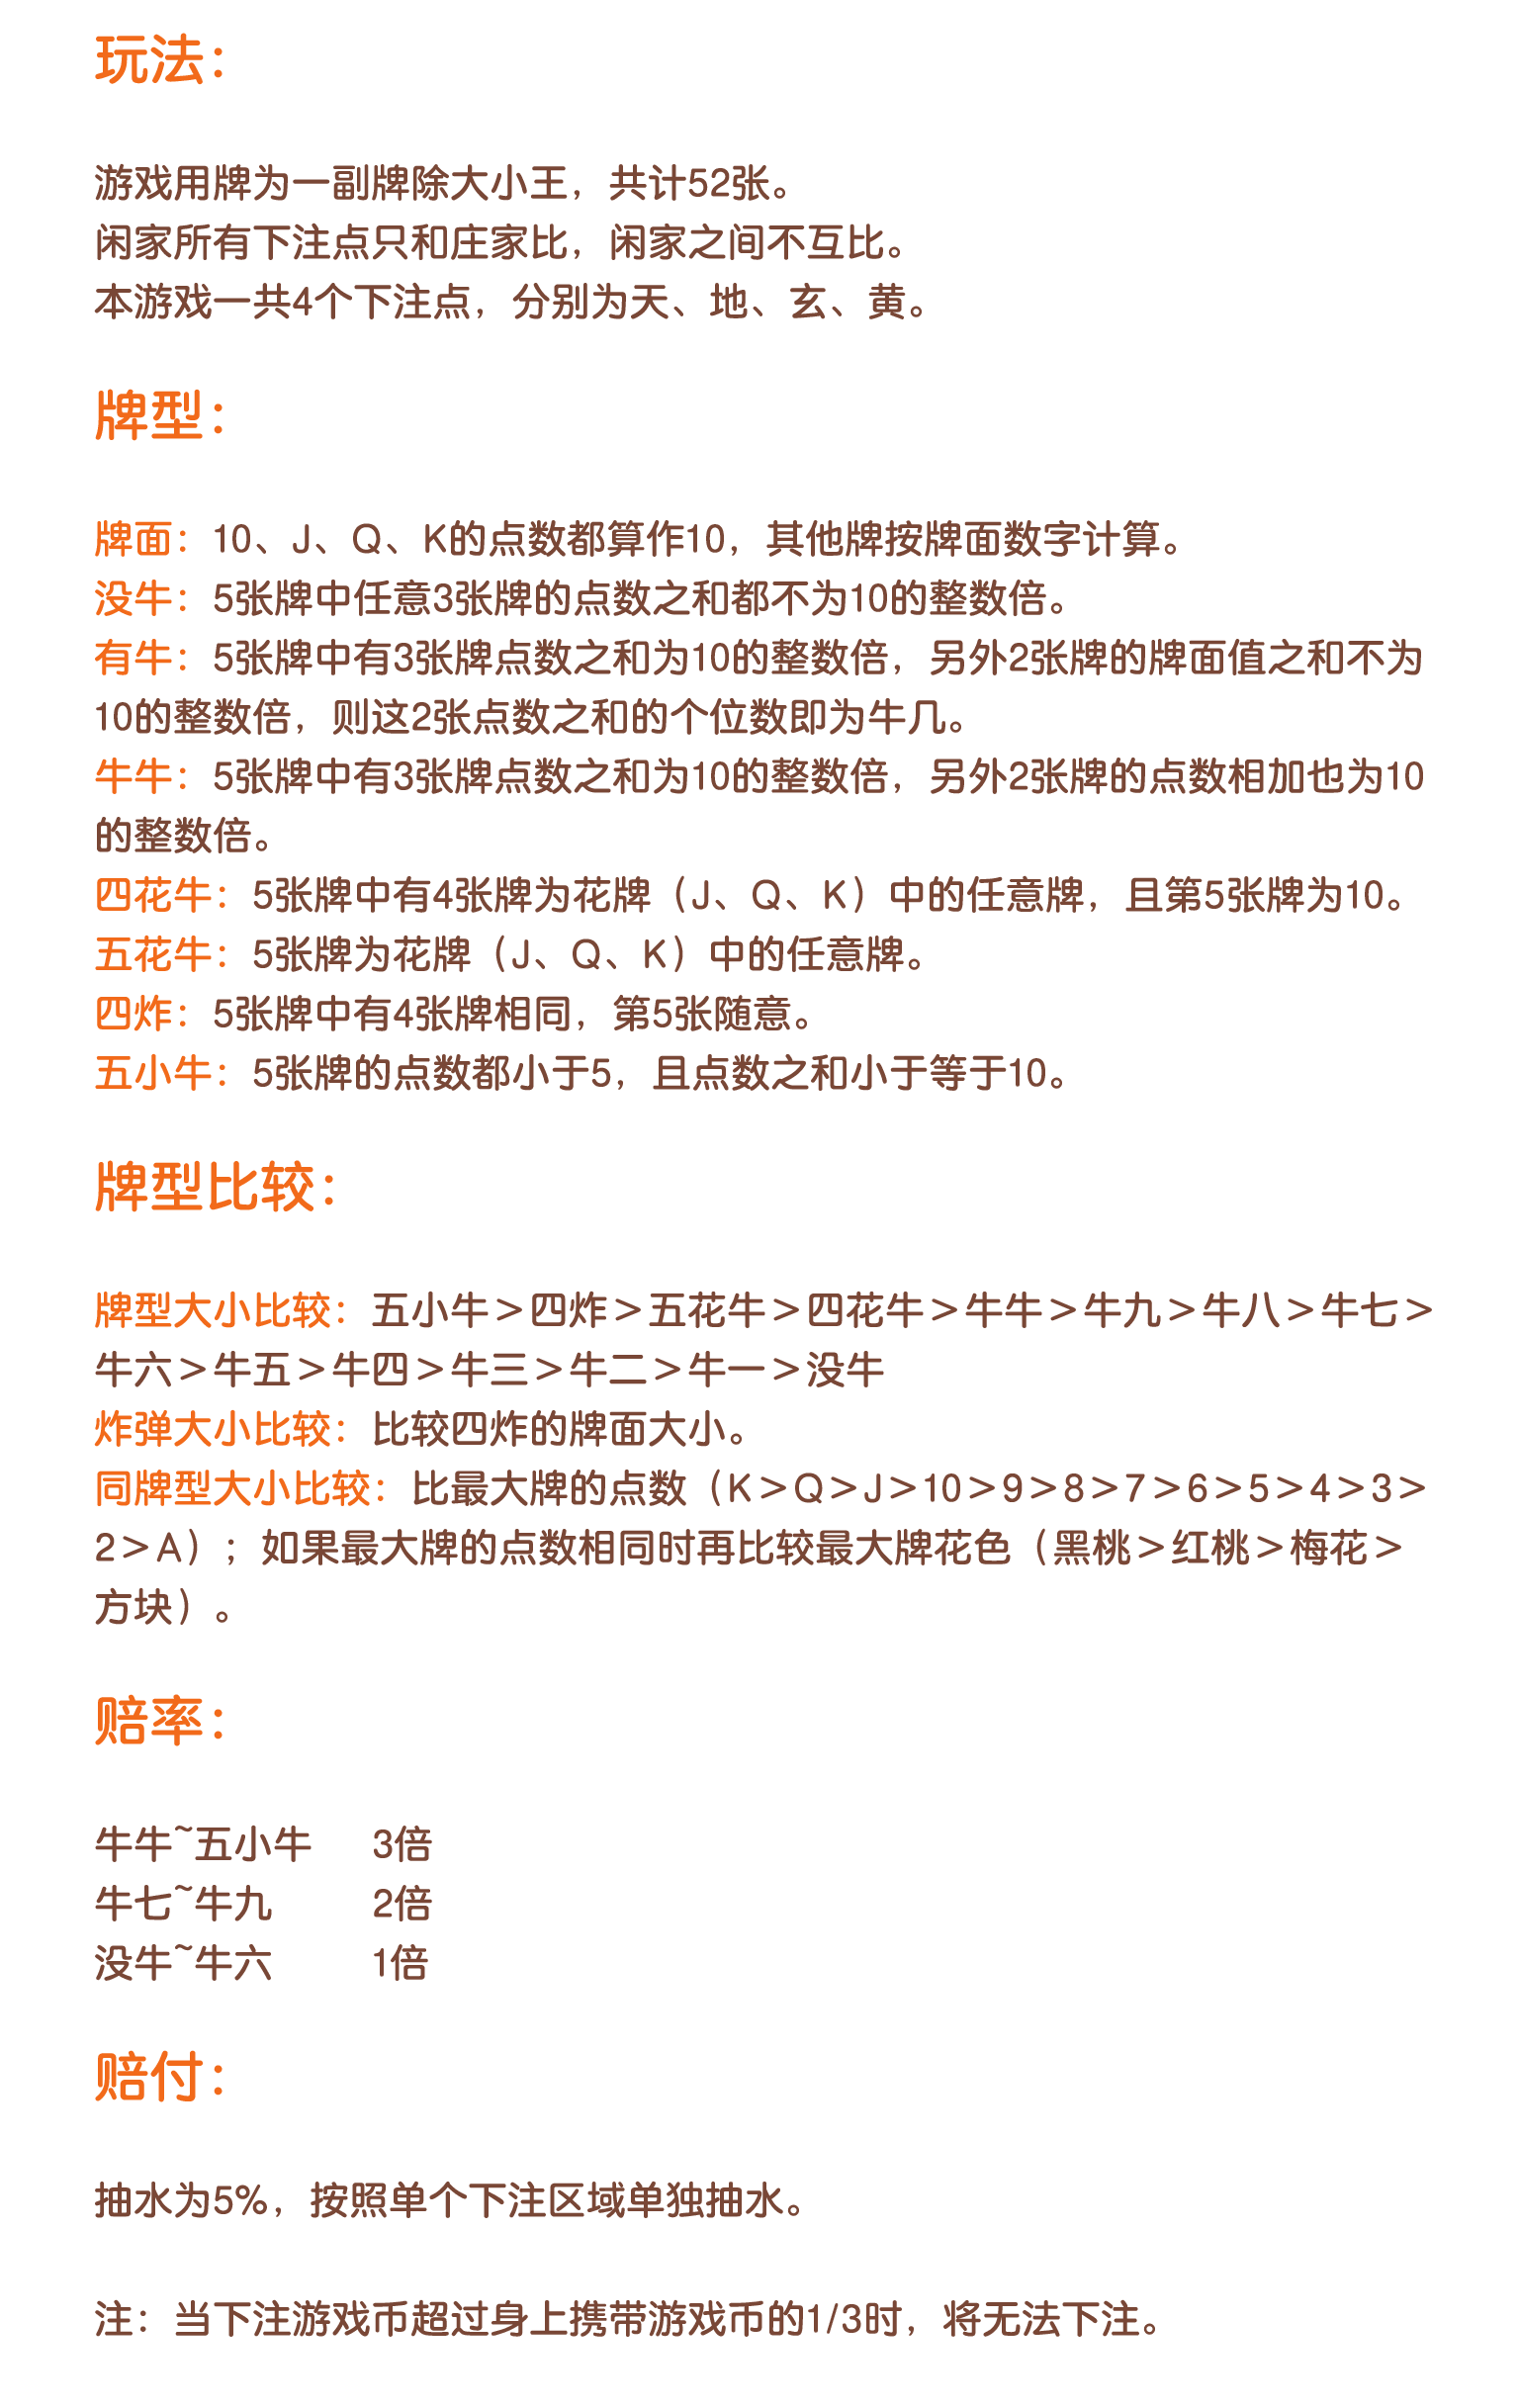 玩法：
游戏用牌为一副牌除大小王，共计52张。
闲家所有下注点只和庄家比，闲家之间不互比。
本游戏一共4个下注点，分别为天、地、玄、黄。
牌型：
牌面：10、J、Q、K的点数都算作10，其他牌按牌面数字计算。
没牛：5张牌中任意3张牌的点数之和都不为10的整数倍。
有牛：5张牌中有3张牌点数之和为10的整数倍，另外2张牌的牌面值之和不为
10的整数倍，则这2张点数之和的个位数即为牛几。
牛牛：5张牌中有3张牌点数之和为10的整数倍，另外2张牌的点数相加也为10
的整数倍。
四花牛：5张牌中有4张牌为花牌（J、Q、K）中的任意牌，且第5张牌为10。
五花牛：5张牌为花牌（J、Q、K）中的任意牌。
四炸：5张牌中有4张牌相同，第5张随意。
五小牛：5张牌的点数都小于5，且点数之和小于等于10。
牌型比较：
牌型大小比较：五小牛＞四炸＞五花牛＞四花牛＞牛牛＞牛九＞牛八＞牛七＞
牛六＞牛五＞牛四＞牛三＞牛二＞牛一＞没牛
炸弹大小比较：比较四炸的牌面大小。
同牌型大小比较：比最大牌的点数（K＞Q＞J＞10＞9＞8＞7＞6＞5＞4＞3＞
2＞A）；如果最大牌的点数相同时再比较最大牌花色（黑桃＞红桃＞梅花＞
方块）。
赔率：
牛牛~五小牛 3倍
牛七~牛九 2倍
没牛~牛六 1倍
赔付：
抽水为5%，按照单个下注区域单独抽水。
注：当下注游戏币超过身上携带游戏币的1/3时，将无法下注。